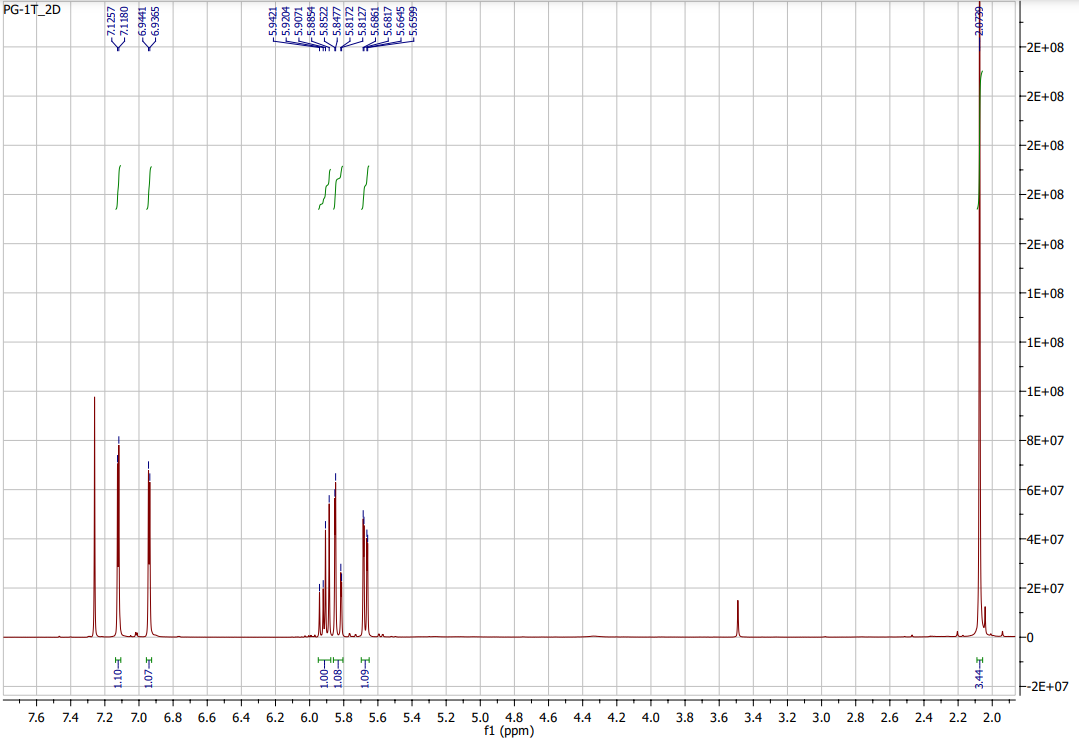 PG-1T_2D
7.1257
7.1180
6.9441
6.9365
5.9421
5.9204
5.9071
5.8854
5.8522
5.8477
5.8172
5.8127
5.6861
5.6817
5.6645
5.6599
2.0739
2E+08
2E+08
2E+08
2E+08
2E+08
1E+08
1E+08
1E+08
8E+07
6E+07
4E+07
2E+07
0
-2E+07
1.10
1.07
1.00
1.08
1.09
3.44
7.6 7.4 7.2 7.0 6.8 6.6 6.4 6.2 6.0 5.8 5.6 5.4 5.2 5.0 4.8 4.6 4.4 4.2 4.0 3.8 3.6 3.4 3.2 3.0 2.8 2.6 2.4 2.2 2.0
f1 (ppm)